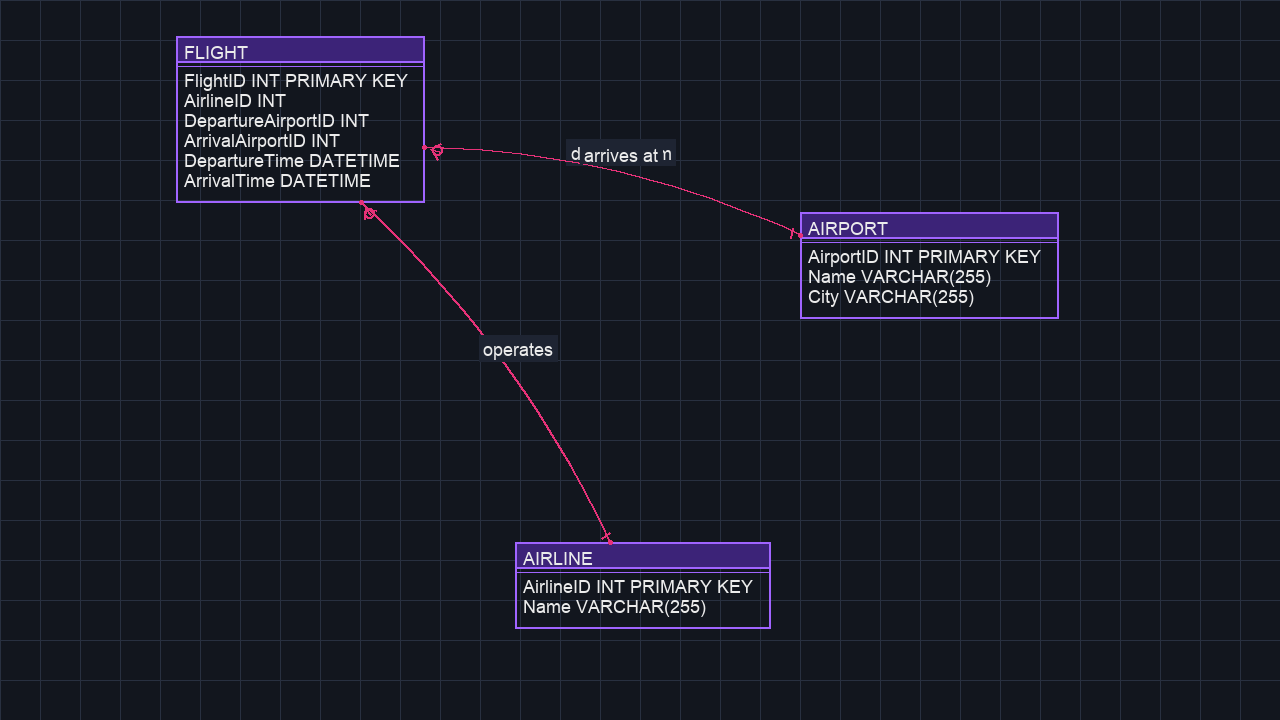 FLIGHT
FlightID INT PRIMARY KEY
AirlineID INT
DepartureAirportID INT
ArrivalAirportID INT
DepartureTime DATETIME
ArrivalTime DATETIME
arrives at
AIRPORT
AirportID INT PRIMARY KEY
Name VARCHAR(255)
City VARCHAR(255)
operates
AIRLINE
AirlineID INT PRIMARY KEY
Name VARCHAR(255)